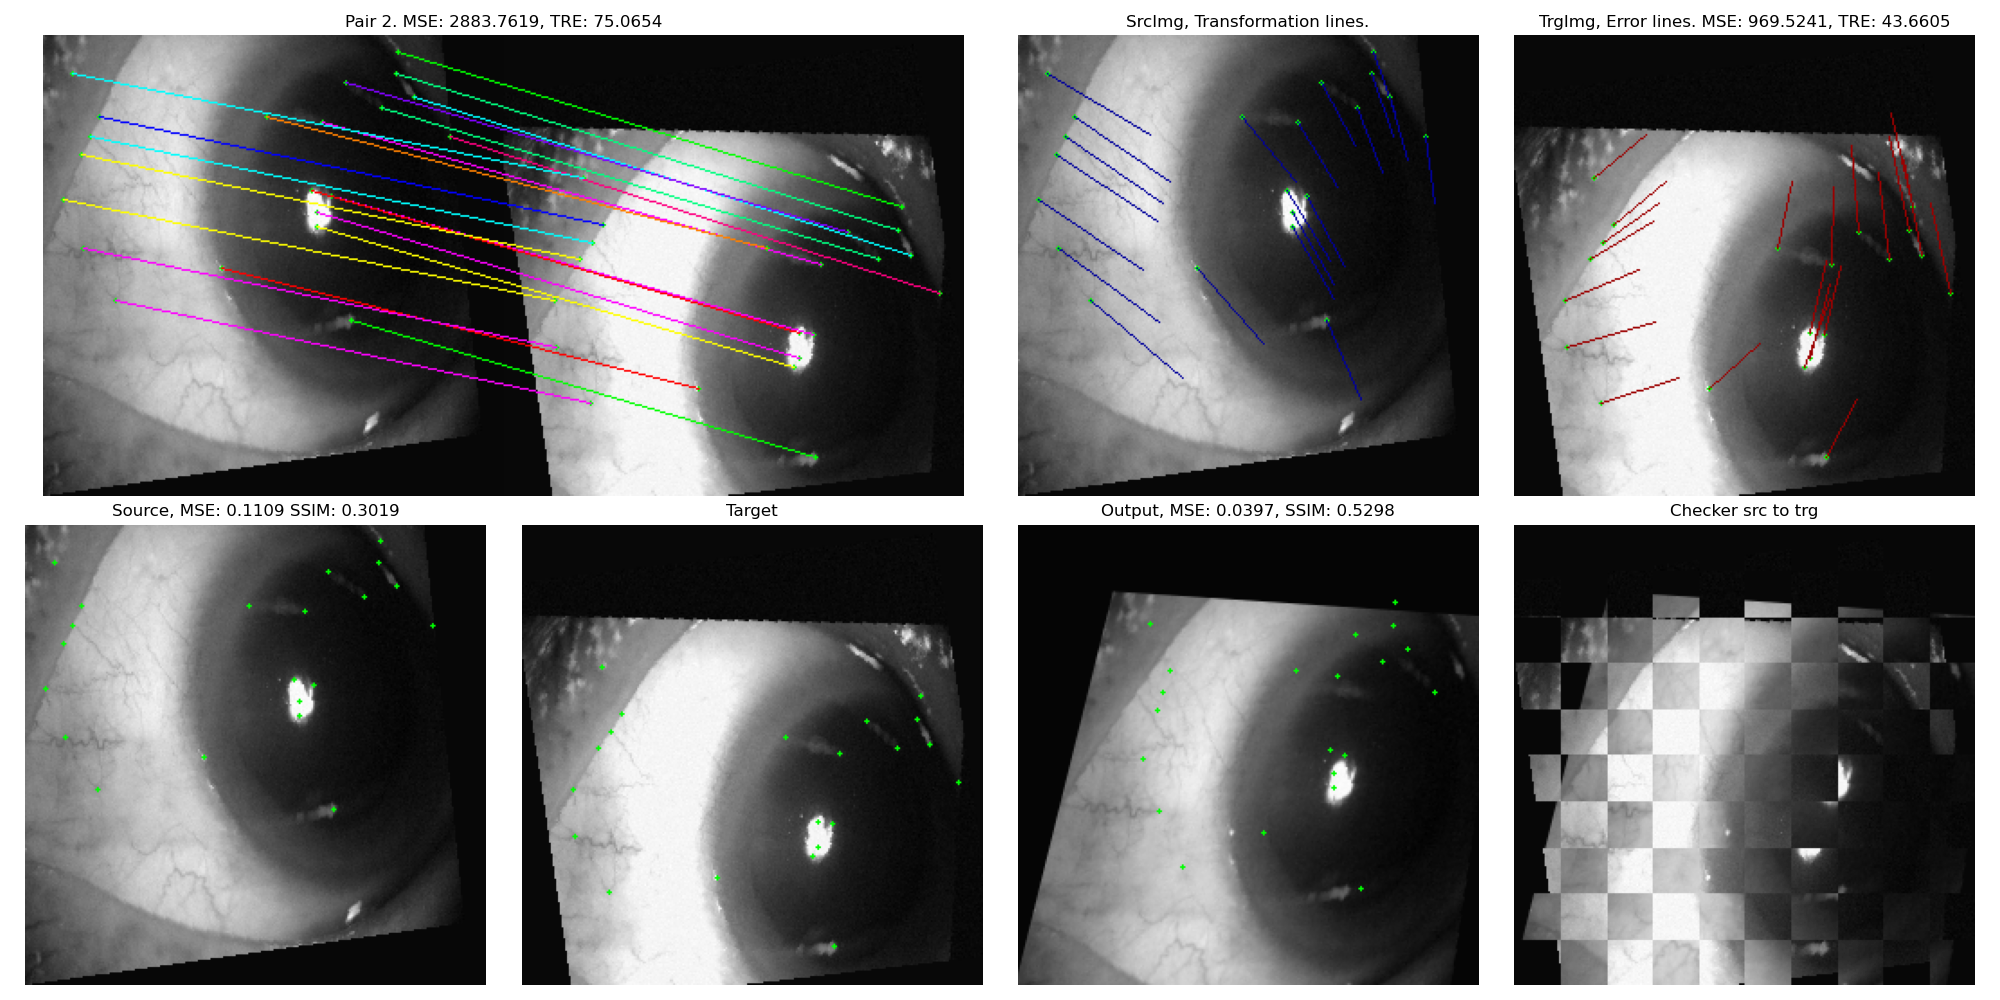 Pair 2. MSE: 2883.7619, TRE: 75.0654
SrcImg, Transformation lines.
TrgImg, Error lines. MSE: 969.5241, TRE: 43.6605
Source, MSE: 0.1109 SSIM: 0.3019
Target
Output, MSE: 0.0397, SSIM: 0.5298
Checker src to trg